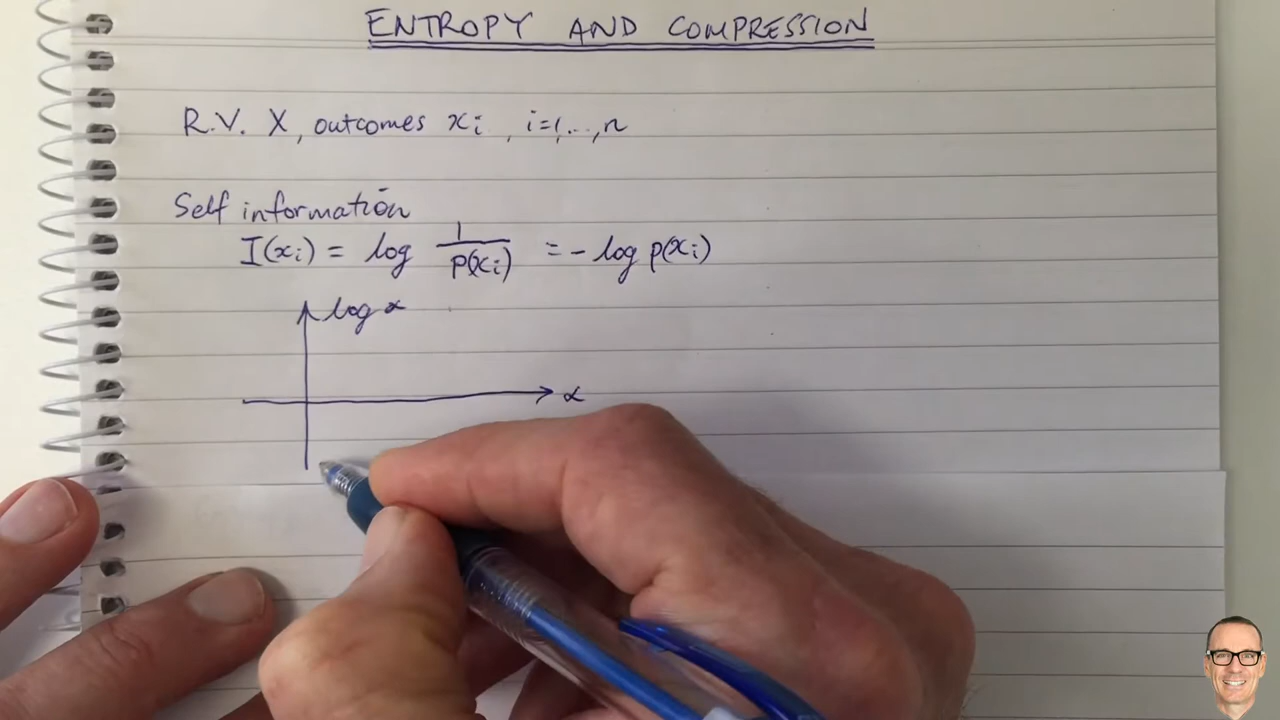 ENTROPY AND COMPRESSION
R.V. X, outcomes xi, i=1,...,n
Self information
I(xi) = log 1/p(xi) = - log p(xi)
log α
α